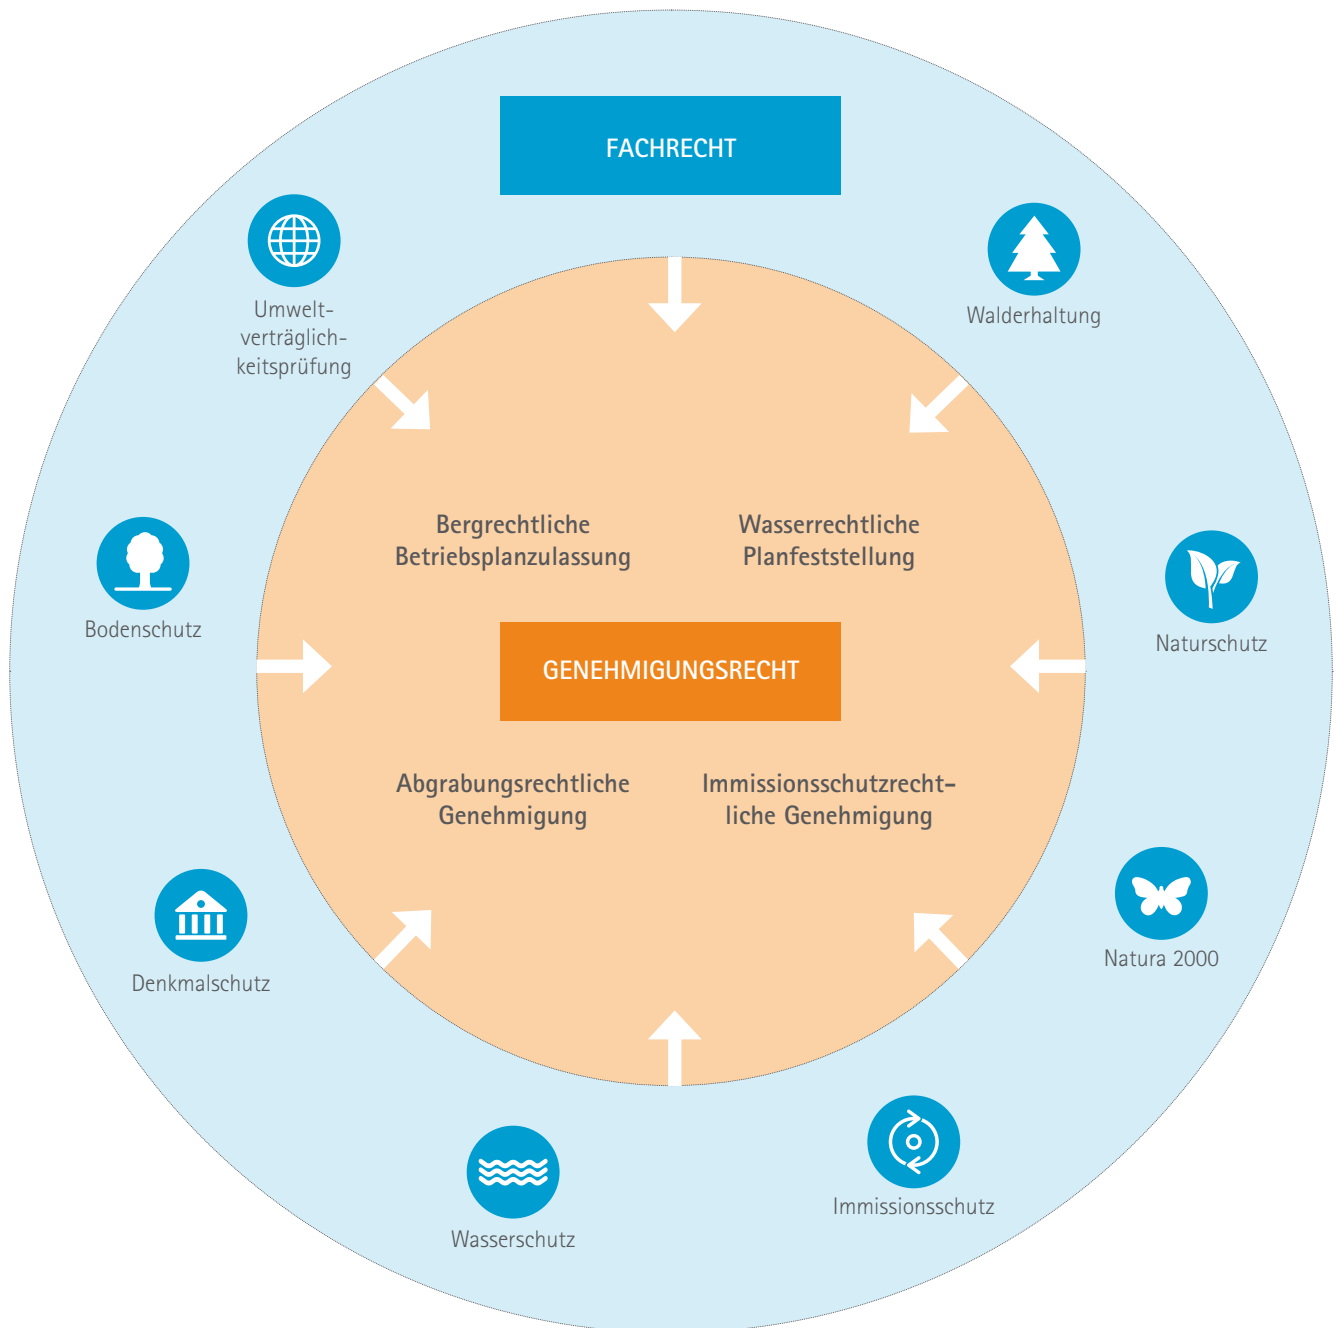 FACHRECHT
Umwelt-
verträglich-
keitsprüfung
Walderhaltung
Bergrechtliche
Betriebsplanzulassung
Wasserrechtliche
Planfeststellung
Bodenschutz
Naturschutz
GENEHMIGUNGSRECHT
Abgrabungsrechtliche
Genehmigung
Immissionsschutzrecht-
liche Genehmigung
Denkmalschutz
Natura 2000
Wasserschutz
Immissionsschutz